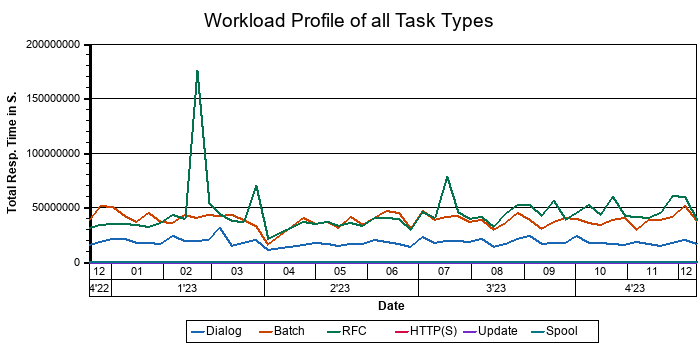 Workload Profile of all Task Types
Total Resp. Time in S.
200000000
150000000
100000000
50000000
0
12 01 02 03 04 05 06 07 08 09 10 11 12
4'22 1'23 2'23 3'23 4'23
Date
Dialog Batch RFC HTTP(S) Update Spool